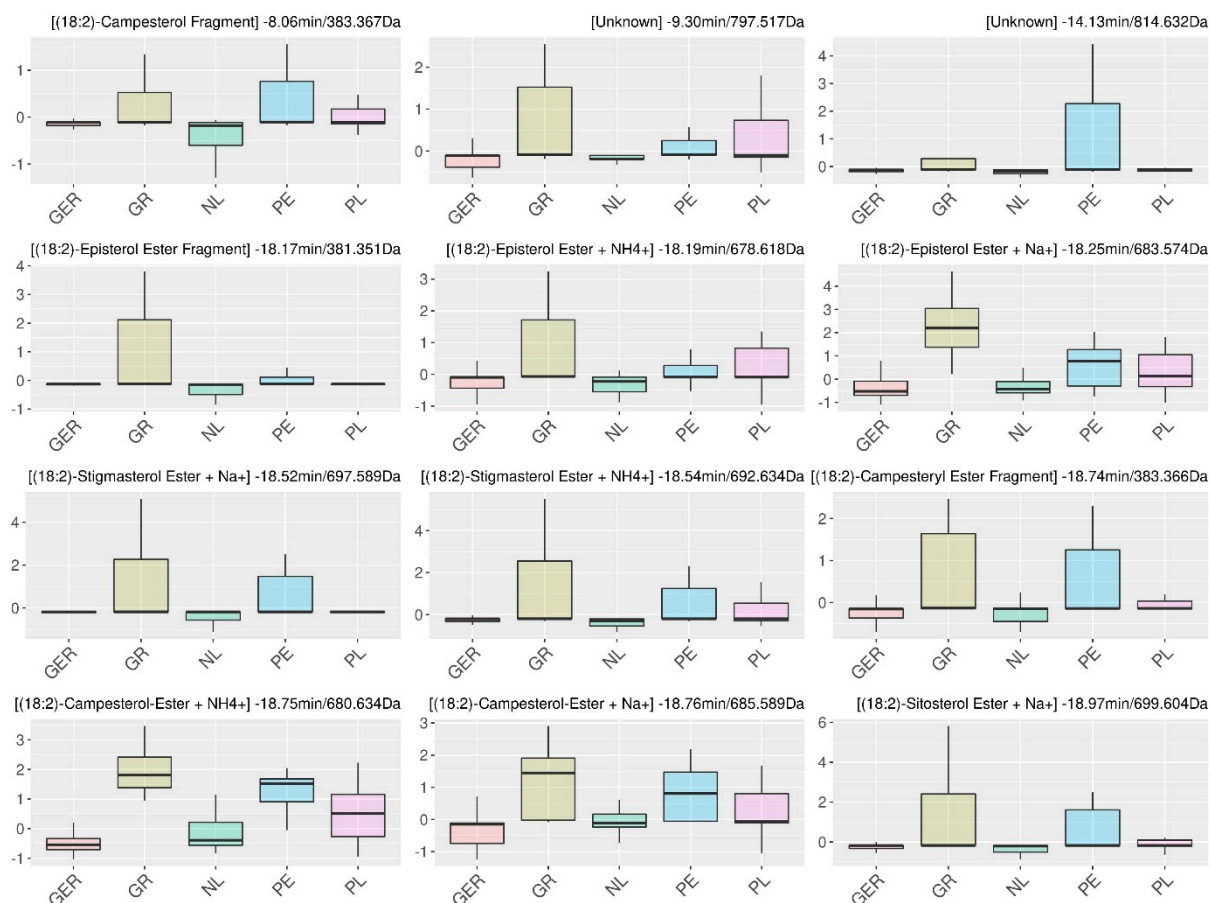 [(18:2)-Campesterol Fragment] -8.06min/383.367Da
[Unknown] -9.30min/797.517Da
[Unknown] -14.13min/814.632Da
1
0
-1
2
1
0
4
3
2
1
0
GER GR NL PE PL
GER GR NL PE PL
GER GR NL PE PL
[(18:2)-Episterol Ester Fragment] -18.17min/381.351Da
[(18:2)-Episterol Ester + NH4+] -18.19min/678.618Da
[(18:2)-Episterol Ester + Na+] -18.25min/683.574Da
4
3
2
1
0
-1
3
2
1
0
-1
4
3
2
1
0
-1
GER GR NL PE PL
GER GR NL PE PL
GER GR NL PE PL
[(18:2)-Stigmasterol Ester + Na+] -18.52min/697.589Da
[(18:2)-Stigmasterol Ester + NH4+] -18.54min/692.634Da
[(18:2)-Campesteryl Ester Fragment] -18.74min/383.366Da
4
2
0
4
2
0
2
1
0
GER GR NL PE PL
GER GR NL PE PL
GER GR NL PE PL
[(18:2)-Campesterol-Ester + NH4+] -18.75min/680.634Da
[(18:2)-Campesterol-Ester + Na+] -18.76min/685.589Da
[(18:2)-Sitosterol Ester + Na+] -18.97min/699.604Da
3
2
1
0
-1
3
2
1
0
-1
6
4
2
0
GER GR NL PE PL
GER GR NL PE PL
GER GR NL PE PL